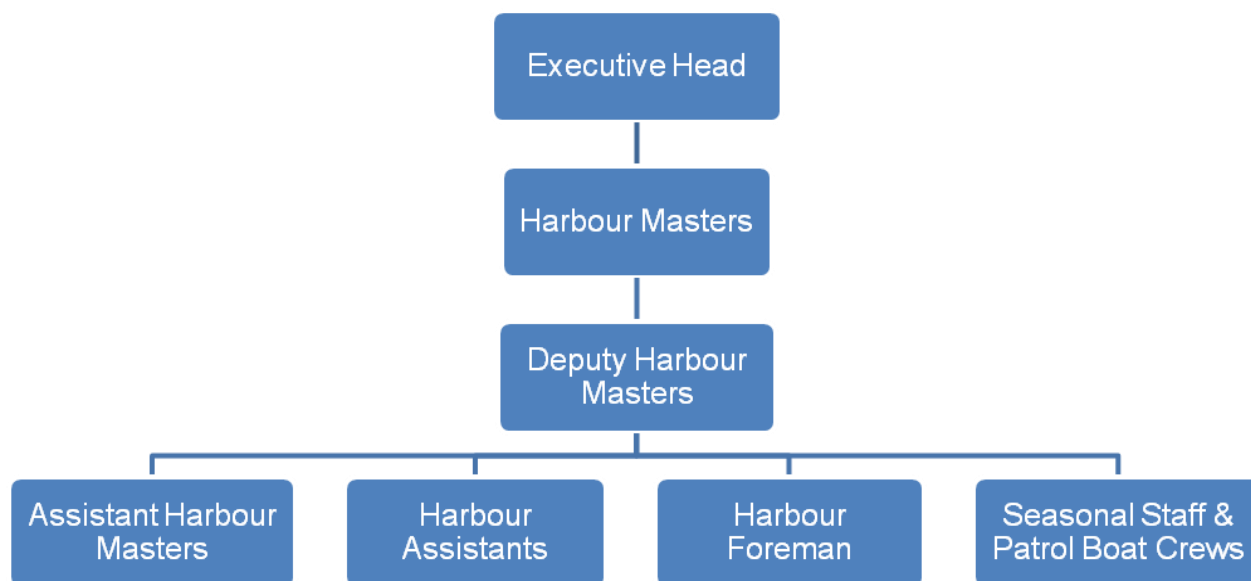 Executive Head
Harbour Masters
Deputy Harbour
Masters
Assistant Harbour
Masters
Harbour
Assistants
Harbour
Foreman
Seasonal Staff &
Patrol Boat Crews